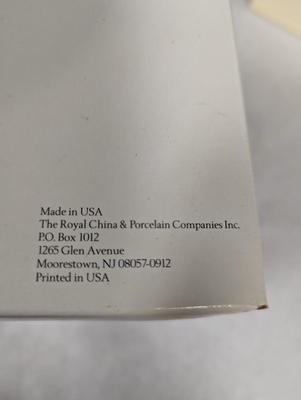 Made in USA
The Royal China & Porcelain Companies Inc.
P.O. Box 1012
1265 Glen Avenue
Moorestown, NJ 08057-0912
Printed in USA